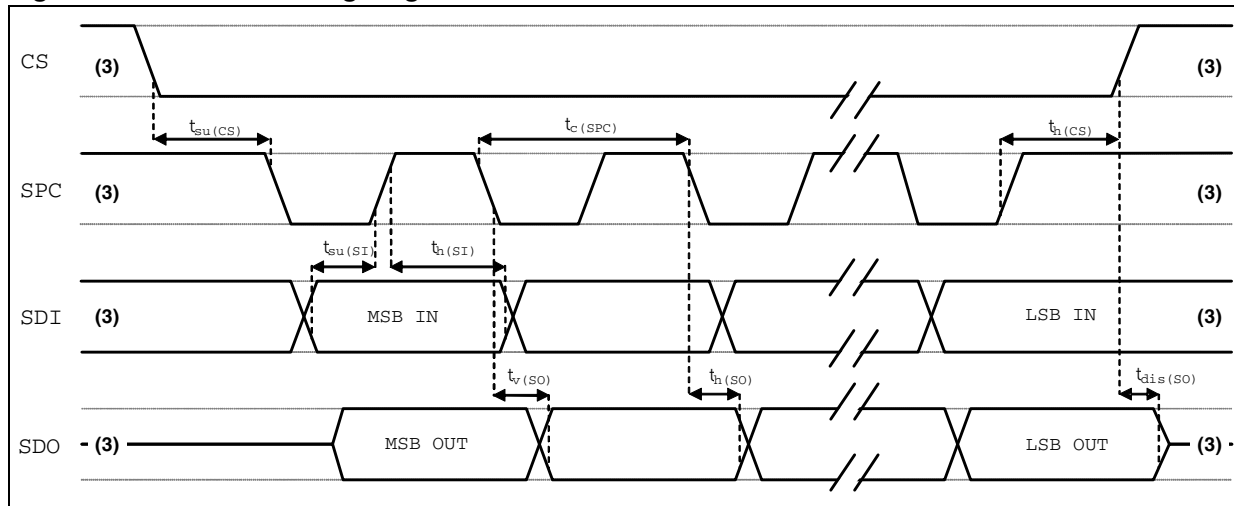 CS (3) (3)
t_su(CS) t_c(SPC) t_h(CS)
SPC (3) (3)
t_su(SI) t_h(SI)
SDI (3) MSB IN LSB IN (3)
t_v(SO) t_h(SO) t_dis(SO)
SDO (3) MSB OUT LSB OUT (3)